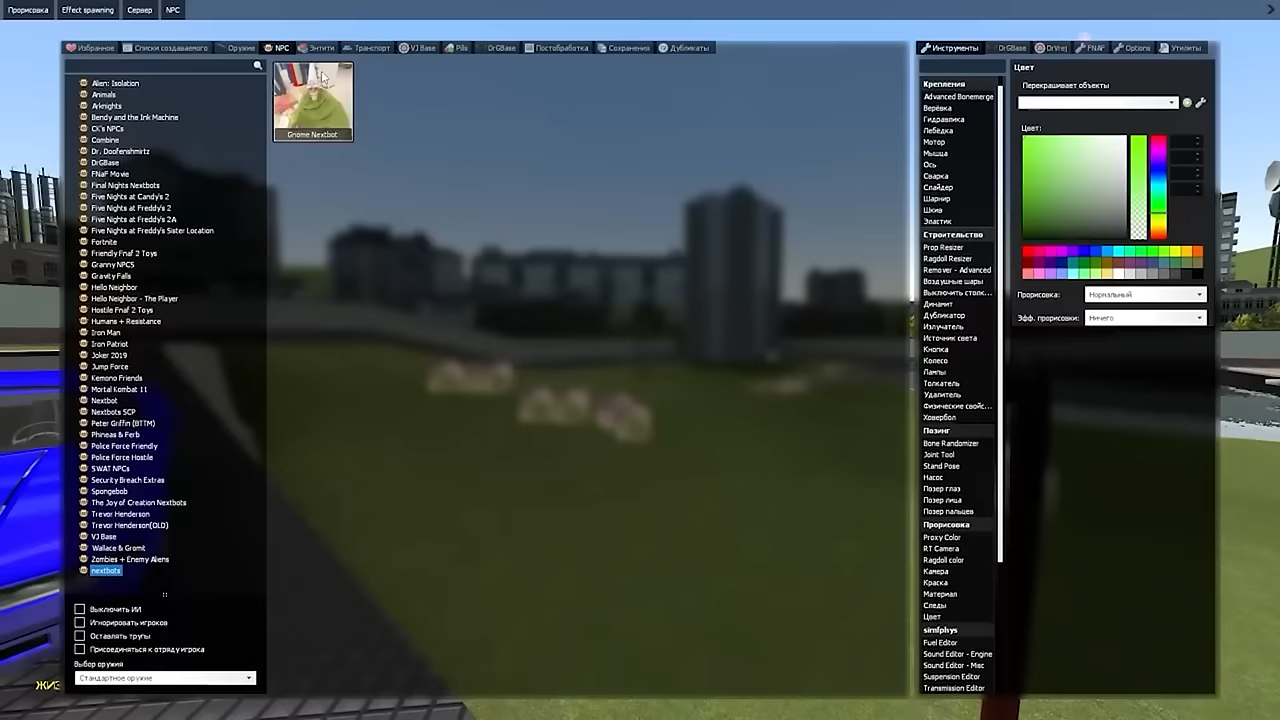 Прорисовка
Effect spawning
Сервер
NPC
Избранное
Списки создаваемого
Оружие
NPC
Энтити
Транспорт
VJ Base
Pills
DrGBase
Постобработка
Сохранения
Дубликаты
Alien: Isolation
Animals
Arknights
Bendy and the Ink Machine
CK's NPCs
Combine
Dr. Doofenshmirtz
DrGBase
FNaF Movie
Final Nights Nextbots
Five Nights at Candy's 2
Five Nights at Freddy's 2
Five Nights at Freddy's 2A
Five Nights at Freddy's Sister Location
Fortnite
Friendly Fnaf 2 Toys
Granny NPCS
Gravity Falls
Hello Neighbor
Hello Neighbor - The Player
Hostile Fnaf 2 Toys
Humans + Resistance
Iron Man
Iron Patriot
Joker 2019
Jump Force
Kemono Friends
Mortal Kombat 11
Nextbot
Nextbots SCP
Peter Griffin (BTTM)
Phineas & Ferb
Police Force Friendly
Police Force Hostile
SWAT NPCs
Security Breach Extras
Spongebob
The Joy of Creation Nextbots
Trevor Henderson
Trevor Henderson(OLD)
VJ Base
Wallace & Gromit
Zombies + Enemy Aliens
nextbots
Выключить ИИ
Игнорировать игроков
Оставлять трупы
Присоединяться к отряду игрока
Выбор оружия
Стандартное оружие
Gnome Nextbot
Инструменты
DrGBase
DrVrej
FNAF
Options
Утилиты
Крепления
Advanced Bonemerge
Верёвка
Гидравлика
Лебёдка
Мотор
Мышца
Ось
Сварка
Слайдер
Шарнир
Шкив
Эластик
Строительство
Prop Resizer
Ragdoll Resizer
Remover - Advanced
Воздушные шары
Выключить столк...
Динамит
Дубликатор
Излучатель
Источник света
Кнопка
Колесо
Лампы
Толкатель
Удалитель
Физические свойс...
Ховербол
Позинг
Bone Randomizer
Joint Tool
Stand Pose
Насос
Позер глаз
Позер лица
Позер пальцев
Прорисовка
Proxy Color
RT Camera
Ragdoll color
Камера
Краска
Материал
Следы
Цвет
simfphys
Fuel Editor
Sound Editor - Engine
Sound Editor - Misc
Suspension Editor
Transmission Editor
Цвет
Перекрашивает объекты
Цвет:
Прорисовка:
Нормальный
Эфф. прорисовки:
Ничего